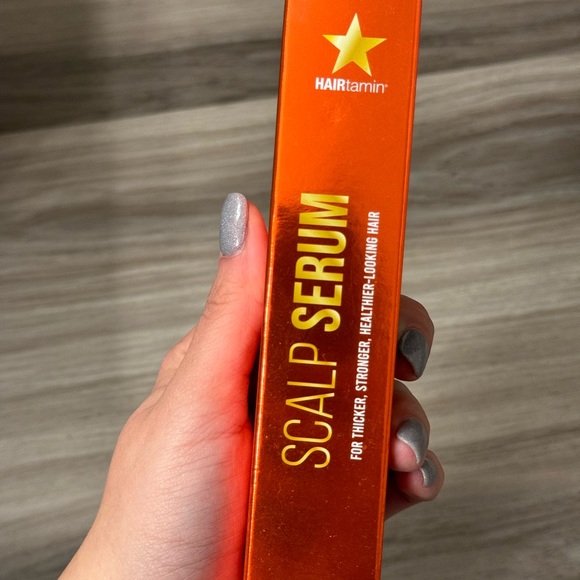 HAIRtamin
SCALP SERUM
FOR THICKER, STRONGER, HEALTHIER-LOOKING HAIR